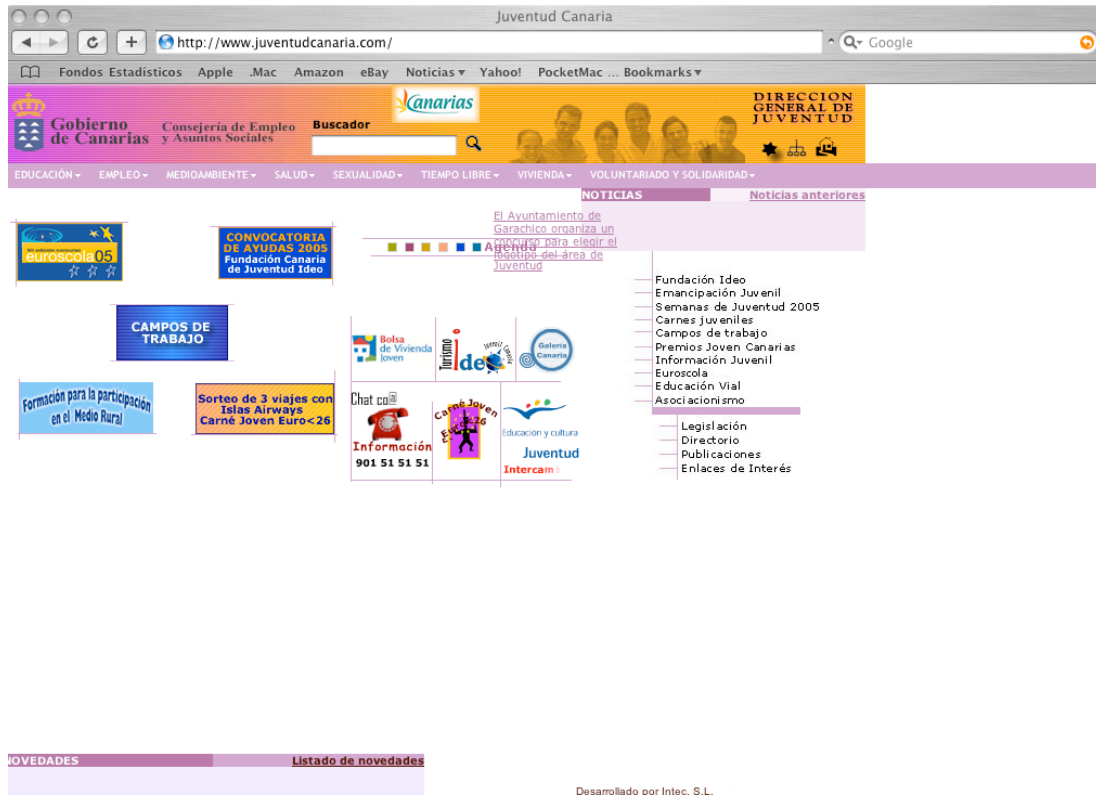 Juventud Canaria
http://www.juventudcanaria.com/
Google
Fondos Estadísticos Apple .Mac Amazon eBay Noticias Yahoo! PocketMac ... Bookmarks
Gobierno de Canarias
Consejería de Empleo y Asuntos Sociales
Canarias
Buscador
DIRECCION
GENERAL DE
JUVENTUD
EDUCACIÓN EMPLEO MEDIOAMBIENTE SALUD SEXUALIDAD TIEMPO LIBRE VIVIENDA VOLUNTARIADO Y SOLIDARIDAD
NOTICIAS Noticias anteriores
El Ayuntamiento de
Garachico organiza un
concurso para elegir el
logotipo del área de
Juventud
Agenda
euroscola05
CONVOCATORIA
DE AYUDAS 2005
Fundación Canaria
de Juventud Ideo
CAMPOS DE
TRABAJO
Formación para la participación
en el Medio Rural
Sorteo de 3 viajes con
Islas Airways
Carné Joven Euro<26
Bolsa
de Vivienda
joven
Turismo
Ideo
Galería
Canaria
Chat co@
Información
901 51 51 51
Carné Joven
Euro<26
Educación y cultura
Juventud
Intercam
Fundación Ideo
Emancipación Juvenil
Semanas de Juventud 2005
Carnes juveniles
Campos de trabajo
Premios Joven Canarias
Información Juvenil
Euroscola
Educación Vial
Asociacionismo
Legislación
Directorio
Publicaciones
Enlaces de Interés
NOVEDADES Listado de novedades
Desarrollado por Intec, S.L.